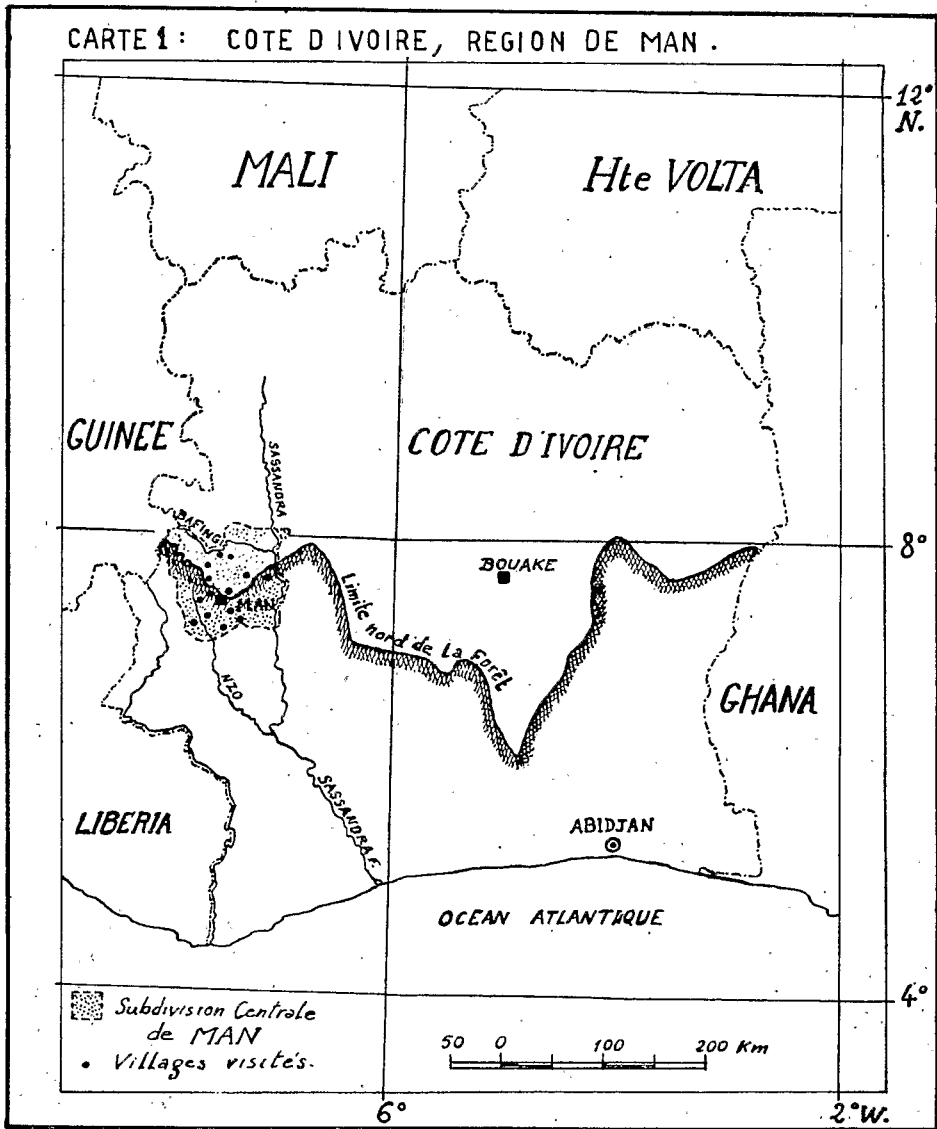 CARTE 1: COTE D IVOIRE, REGION DE MAN.
12°
N.
MALI
Hte VOLTA
GUINEE
COTE D'IVOIRE
SASSANDRA
BAFING
8°
BOUAKE
MAN
Limite nord de La Forêt
NZO
GHANA
SASSANDRA F.
LIBERIA
ABIDJAN
OCEAN ATLANTIQUE
4°
Subdivision Centrale
de MAN
• Villages visités.
50 0 100 200 Km
6°
2° W.